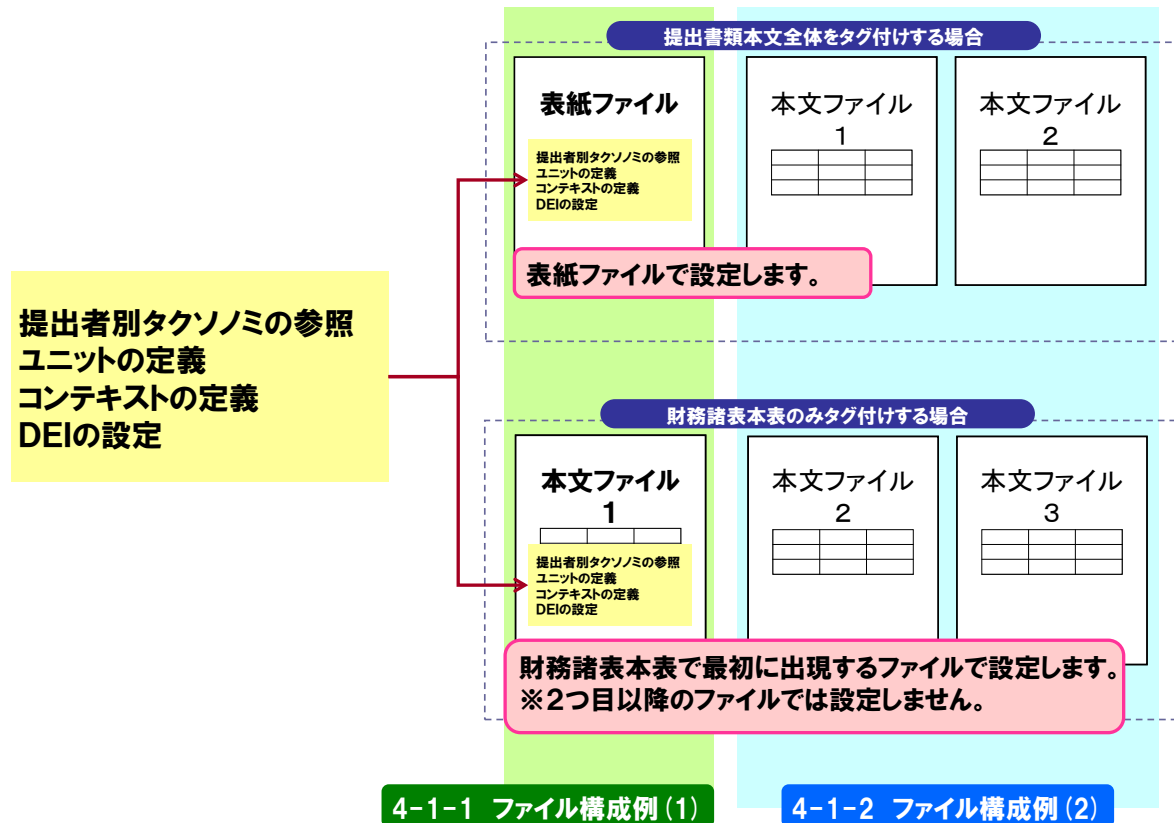 提出書類本文全体をタグ付けする場合
表紙ファイル
提出者別タクソノミの参照
ユニットの定義
コンテキストの定義
DEIの設定
本文ファイル
1
本文ファイル
2
表紙ファイルで設定します。
提出者別タクソノミの参照
ユニットの定義
コンテキストの定義
DEIの設定
財務諸表本表のみタグ付けする場合
本文ファイル
1
提出者別タクソノミの参照
ユニットの定義
コンテキストの定義
DEIの設定
本文ファイル
2
本文ファイル
3
財務諸表本表で最初に出現するファイルで設定します。
※2つ目以降のファイルでは設定しません。
4-1-1 ファイル構成例(1)
4-1-2 ファイル構成例(2)